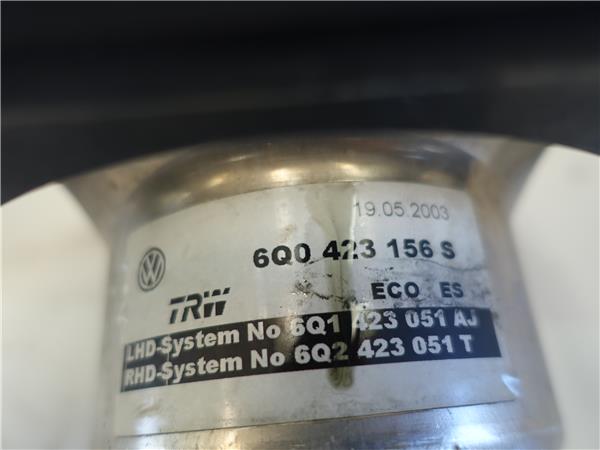 19.05.2003
6Q0 423 156 S
TRW
ECO ES
LHD-System No 6Q1 423 051 AJ
RHD-System No 6Q2 423 051 T